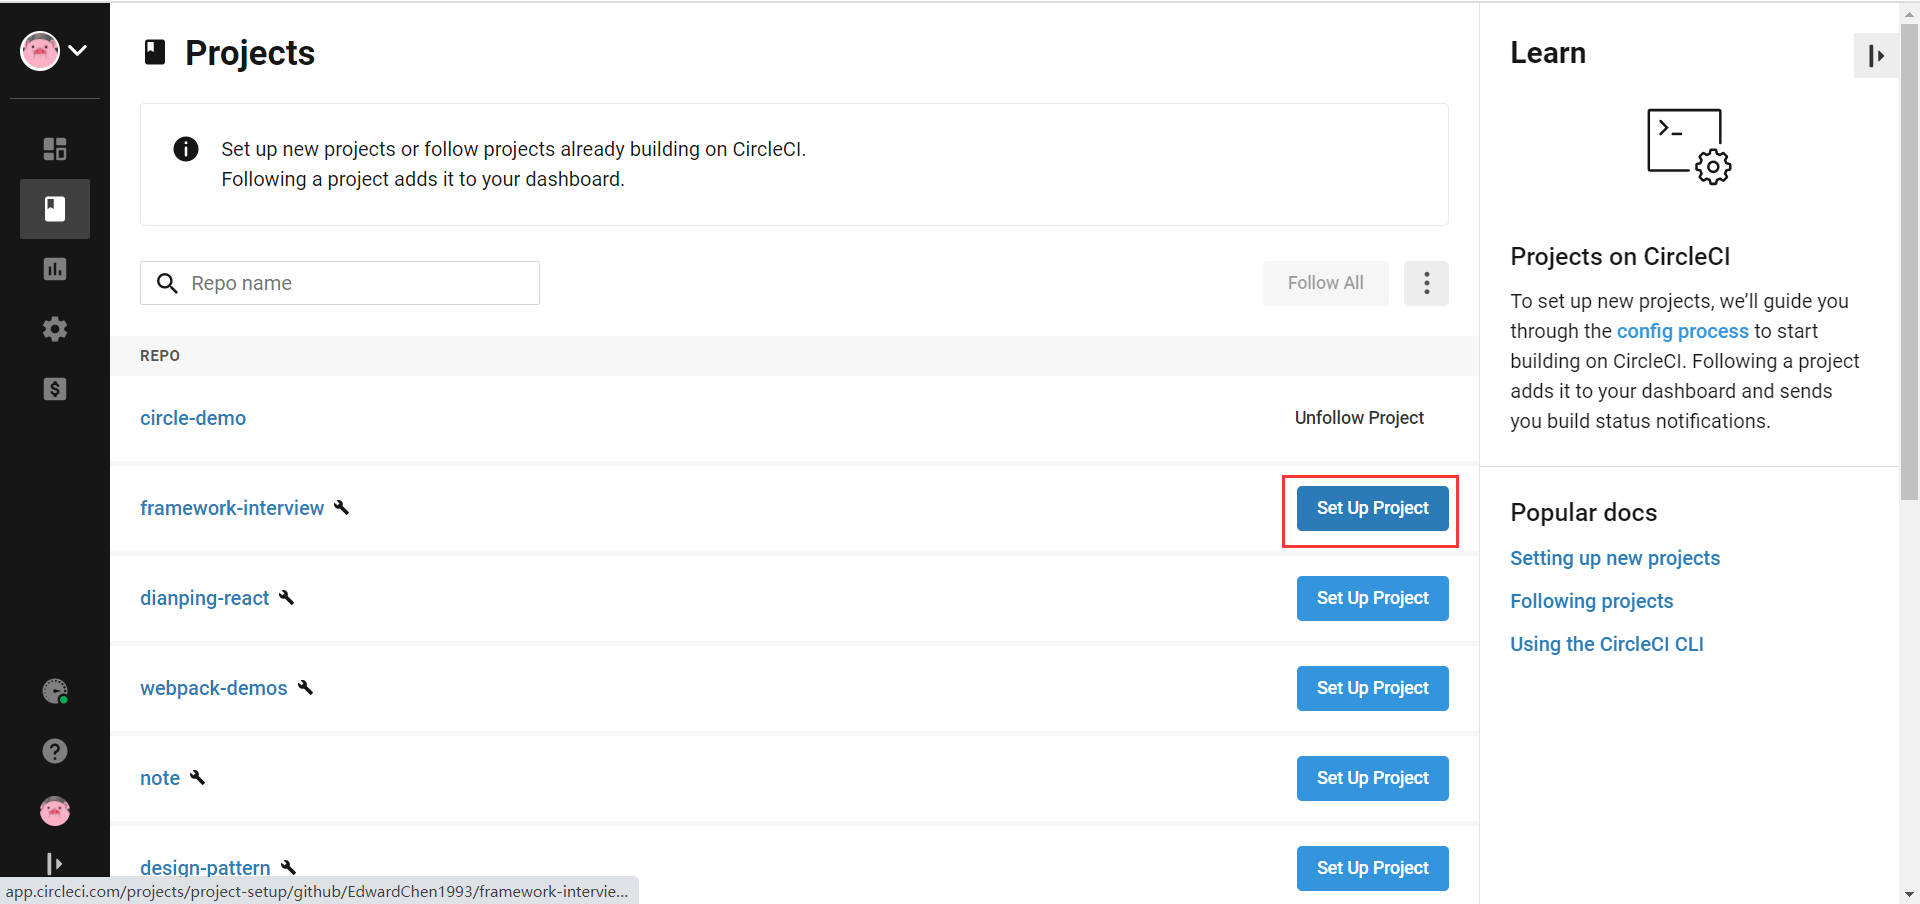 Projects
Set up new projects or follow projects already building on CircleCI.
Following a project adds it to your dashboard.
Repo name
Follow All
REPO
circle-demo
Unfollow Project
framework-interview
Set Up Project
dianping-react
Set Up Project
webpack-demos
Set Up Project
note
Set Up Project
design-pattern
Set Up Project
app.circleci.com/projects/project-setup/github/EdwardChen1993/framework-intervie...
Learn
Projects on CircleCI
To set up new projects, we’ll guide you
through the config process to start
building on CircleCI. Following a project
adds it to your dashboard and sends
you build status notifications.
Popular docs
Setting up new projects
Following projects
Using the CircleCI CLI